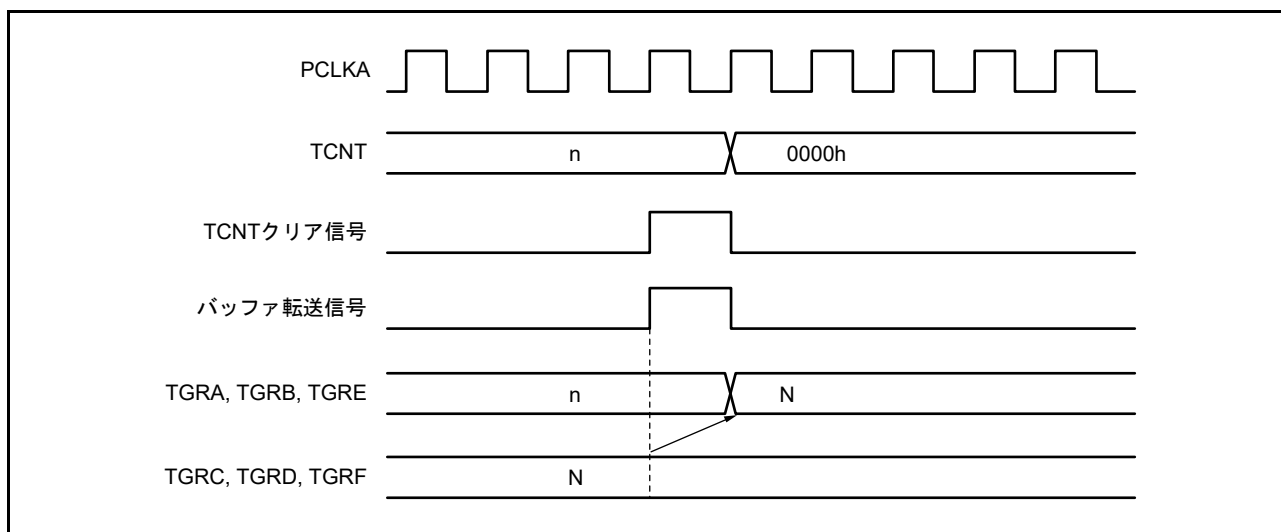 PCLKA
TCNT n 0000h
TCNTクリア信号
バッファ転送信号
TGRA, TGRB, TGRE n N
TGRC, TGRD, TGRF N